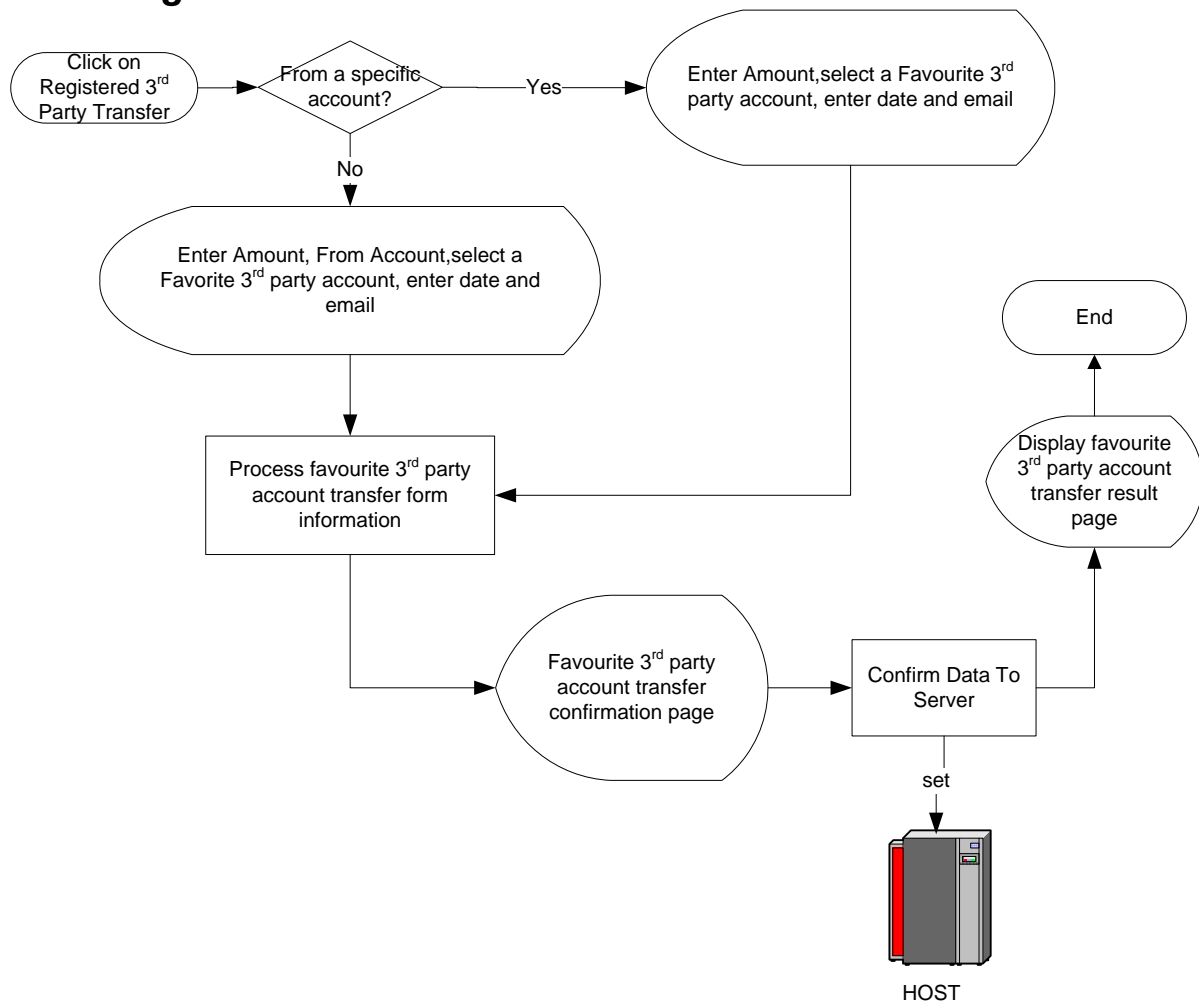 Click on
Registered 3rd
Party Transfer
From a specific
account?
Yes
Enter Amount,select a Favourite 3rd
party account, enter date and email
No
Enter Amount, From Account,select a
Favorite 3rd party account, enter date and
email
End
Process favourite 3rd party
account transfer form
information
Display favourite
3rd party account
transfer result
page
Favourite 3rd party
account transfer
confirmation page
Confirm Data To
Server
set
HOST